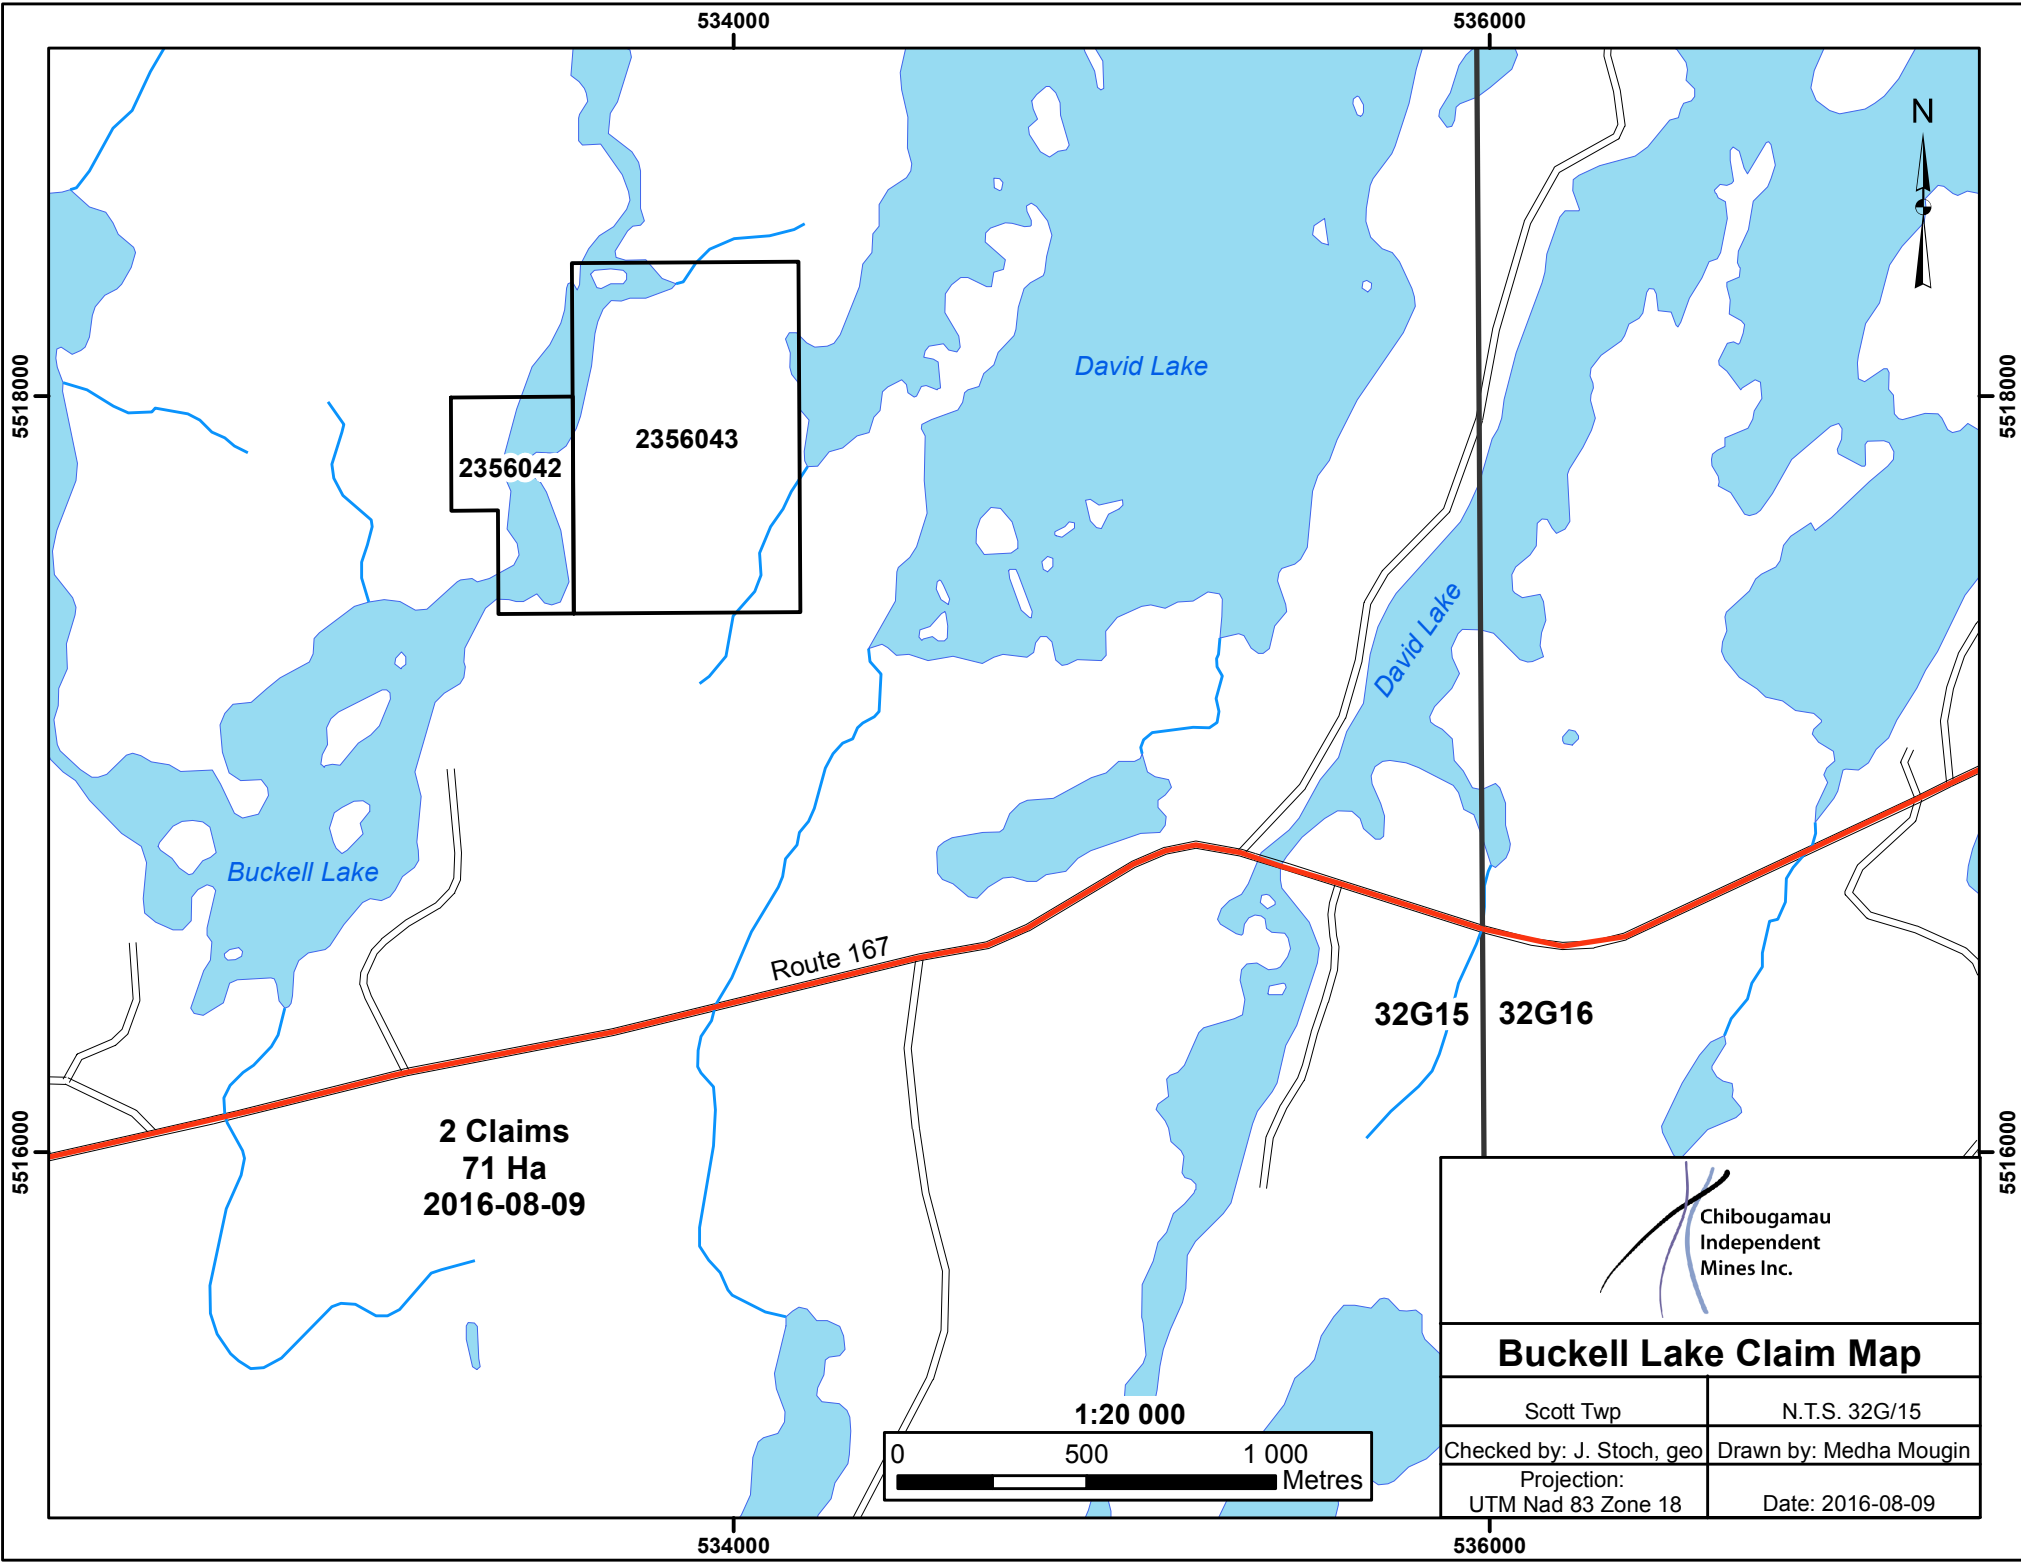 534000
536000
N
5518000
5518000
David Lake
2356043
2356042
David Lake
Buckell Lake
Route 167
32G15
32G16
5516000
5516000
2 Claims
71 Ha
2016-08-09
Chibougamau
Independent
Mines Inc.
Buckell Lake Claim Map
Scott Twp
N.T.S. 32G/15
Checked by: J. Stoch, geo
Drawn by: Medha Mougin
Projection:
UTM Nad 83 Zone 18
Date: 2016-08-09
1:20 000
0 500 1 000
Metres
534000
536000